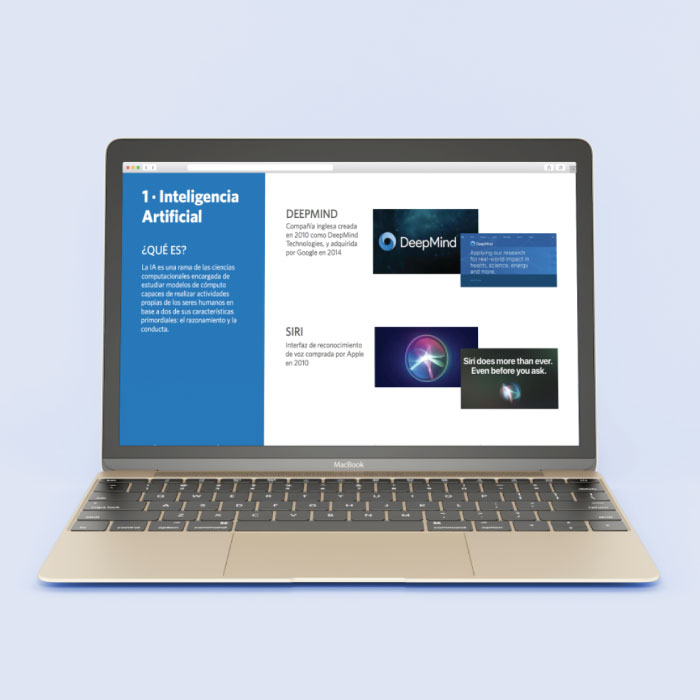 1 · Inteligencia
Artificial
¿QUÉ ES?
La IA es una rama de las ciencias
computacionales encargada de
estudiar modelos de cómputo
capaces de realizar actividades
propias de los seres humanos en
base a dos de sus características
primordiales: el razonamiento y la
conducta.
DEEPMIND
Compañía inglesa creada
en 2010 como DeepMind
Technologies, y adquirida
por Google en 2014
DeepMind
DeepMind
Applying our research
for real-world impact in
health, science, energy
and more.
SIRI
Interfaz de reconocimiento
de voz comprada por Apple
en 2010
Siri does more than ever.
Even before you ask.
MacBook